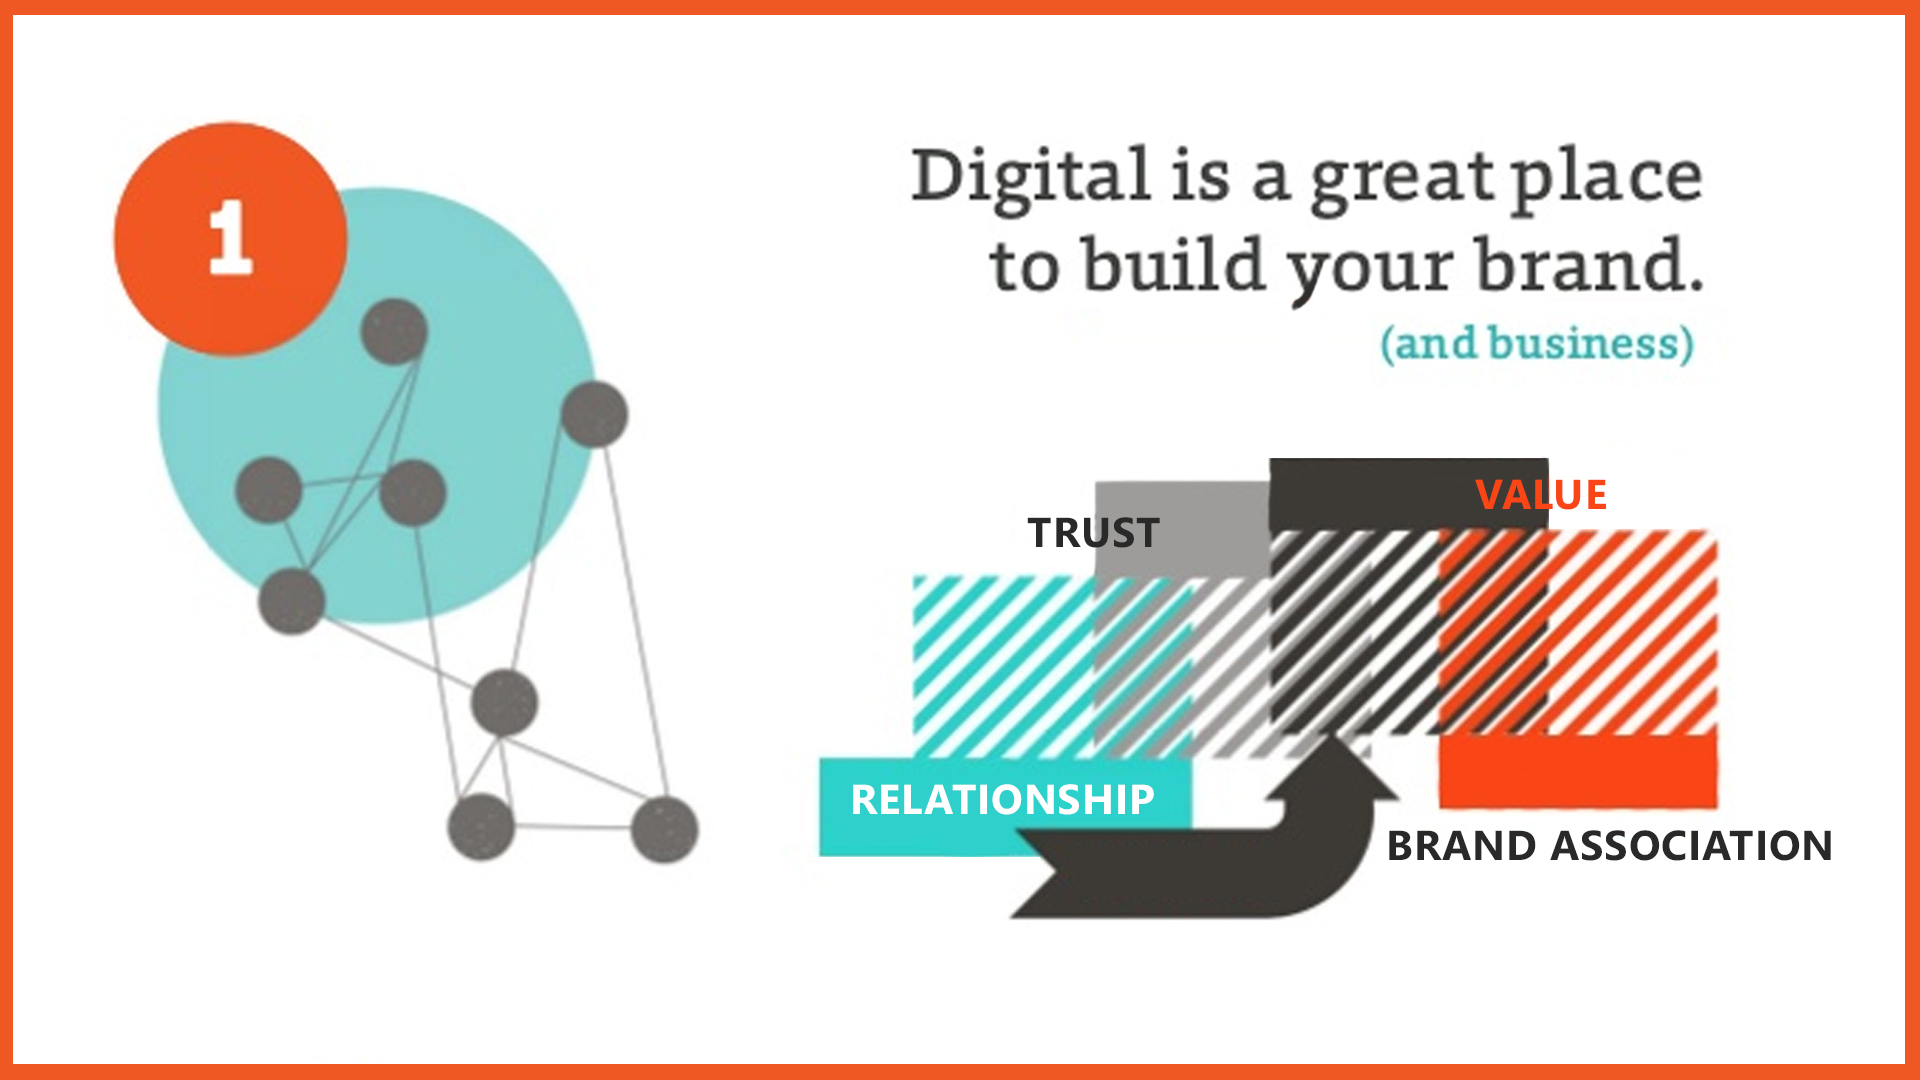 1
Digital is a great place
to build your brand.
(and business)
VALUE
TRUST
RELATIONSHIP
BRAND ASSOCIATION